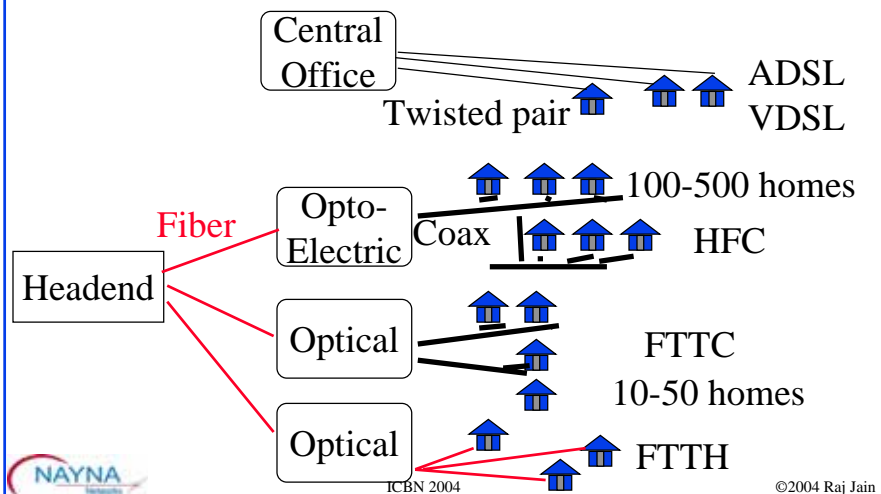 Central
Office
ADSL
Twisted pair
VDSL
100-500 homes
Opto-
Electric
Fiber
Coax
HFC
Headend
Optical
FTTC
10-50 homes
Optical
FTTH
NAYNA
Networks
ICBN 2004
©2004 Raj Jain